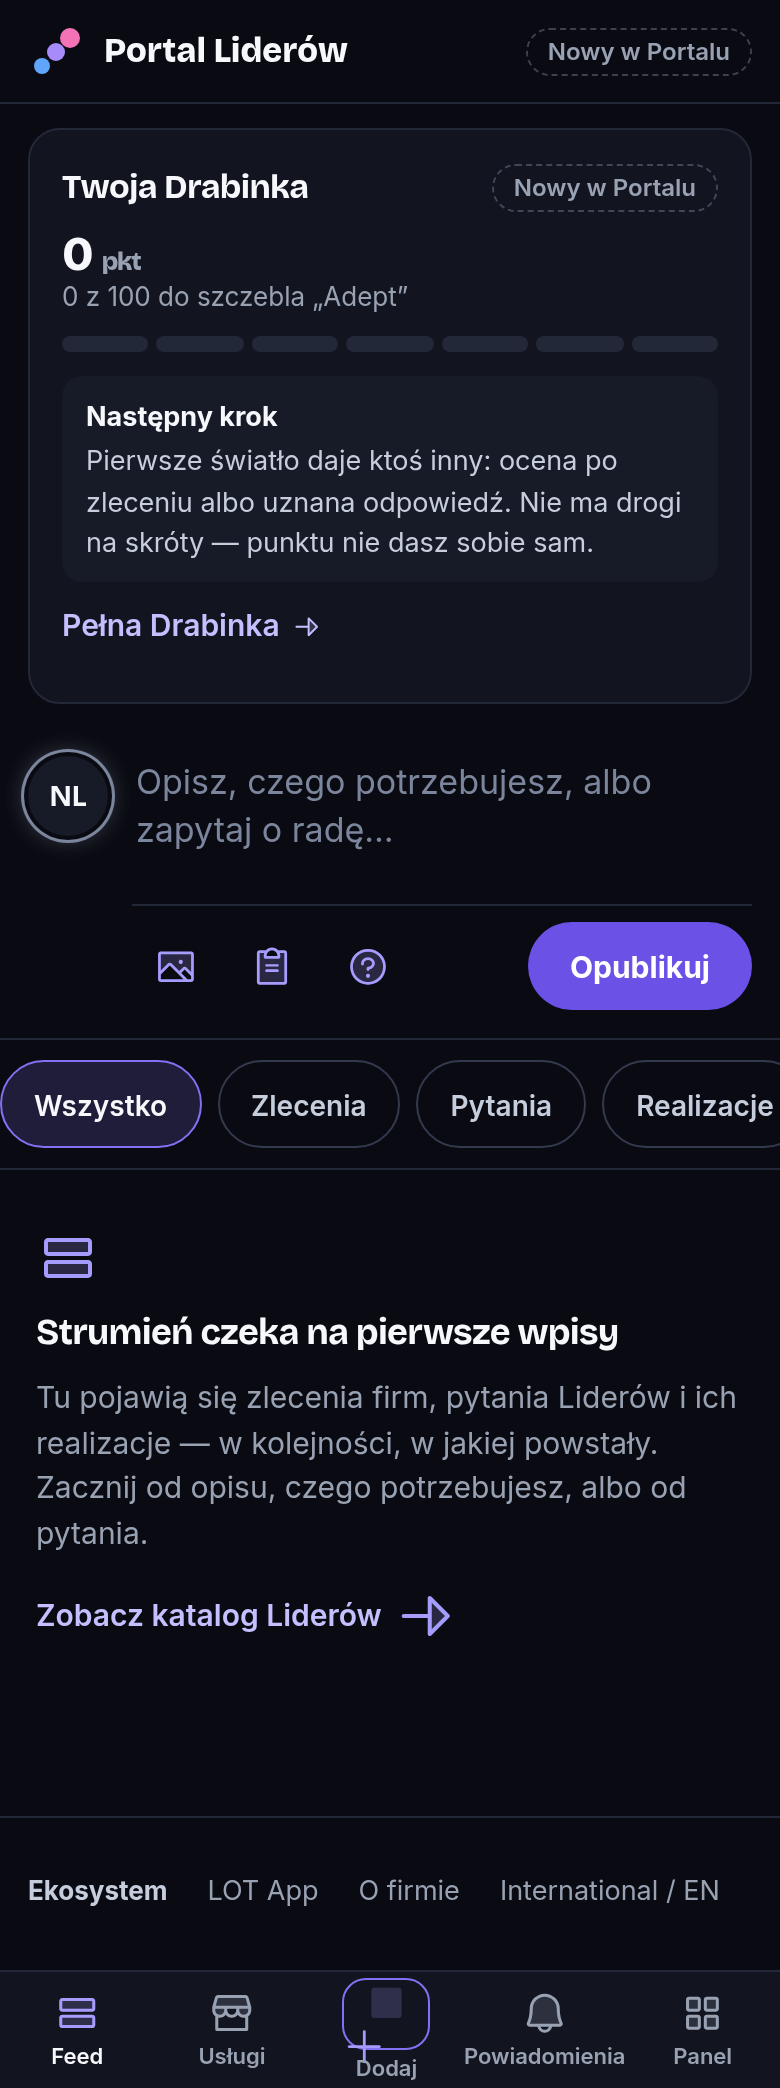 Portal Liderów
Nowy w Portalu
Twoja Drabinka
Nowy w Portalu
0 pkt
0 z 100 do szczebla „Adept”
Następny krok
Pierwsze światło daje ktoś inny: ocena po
zleceniu albo uznana odpowiedź. Nie ma drogi
na skróty — punktu nie dasz sobie sam.
Pełna Drabinka
NL
Opisz, czego potrzebujesz, albo
zapytaj o radę...
Opublikuj
Wszystko
Zlecenia
Pytania
Realizacje
Strumień czeka na pierwsze wpisy
Tu pojawią się zlecenia firm, pytania Liderów i ich
realizacje — w kolejności, w jakiej powstały.
Zacznij od opisu, czego potrzebujesz, albo od
pytania.
Zobacz katalog Liderów
Ekosystem
LOT App
O firmie
International / EN
Feed
Usługi
Dodaj
Powiadomienia
Panel